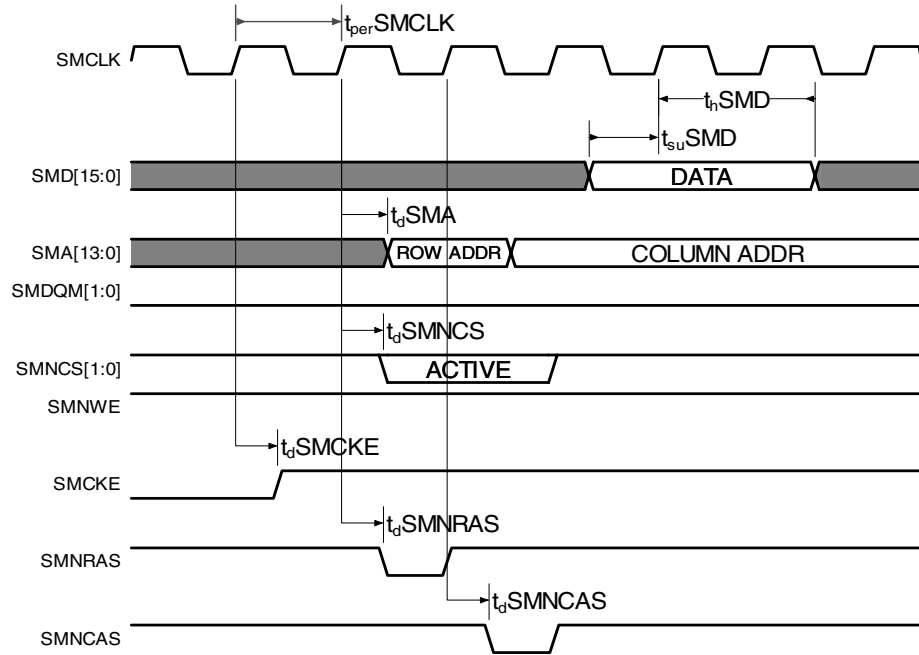 tperSMCLK
SMCLK
thSMD
tsuSMD
SMD[15:0]
DATA
tdSMA
SMA[13:0]
ROW ADDR
COLUMN ADDR
SMDQM[1:0]
tdSMNCS
SMNCS[1:0]
ACTIVE
SMNWE
tdSMCKE
SMCKE
tdSMNRAS
SMNRAS
tdSMNCAS
SMNCAS